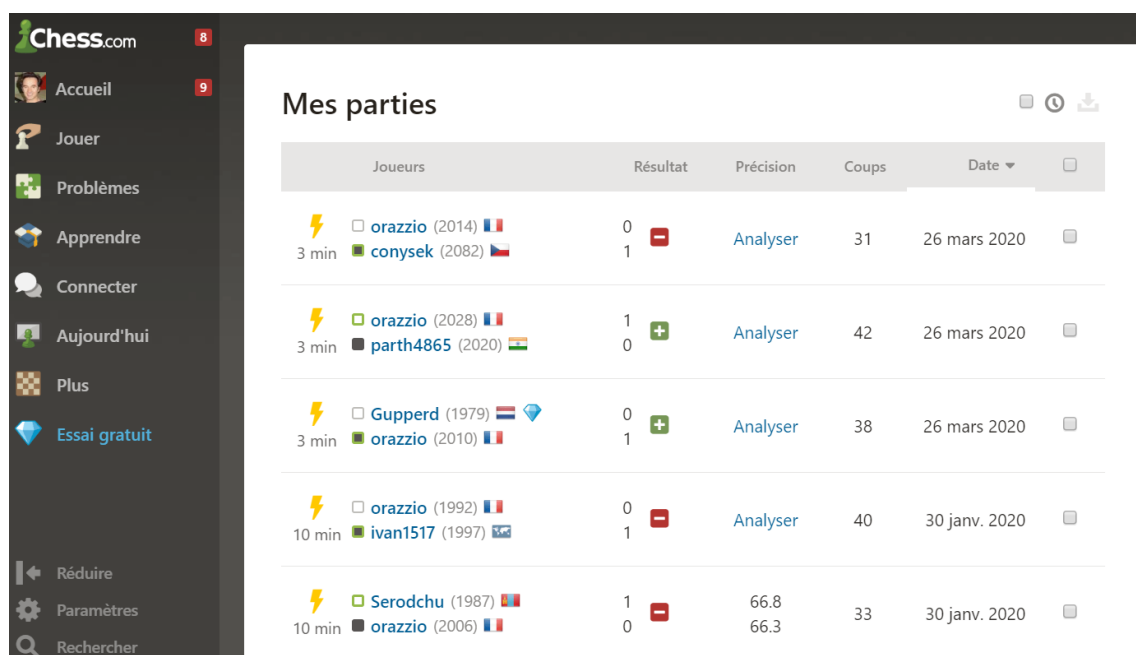 Chess.com 8
Accueil 9
Jouer
Problèmes
Apprendre
Connecter
Aujourd'hui
Plus
Essai gratuit
Réduire
Paramètres
Rechercher
Mes parties
Joueurs Résultat Précision Coups Date
orazzio (2014) 0
3 min conysek (2082) 1 Analyser 31 26 mars 2020
orazzio (2028) 1
3 min parth4865 (2020) 0 Analyser 42 26 mars 2020
Gupperd (1979) 0
3 min orazzio (2010) 1 Analyser 38 26 mars 2020
orazzio (1992) 0
10 min ivan1517 (1997) 1 Analyser 40 30 janv. 2020
Serodchu (1987) 1 66.8
10 min orazzio (2006) 0 66.3 33 30 janv. 2020